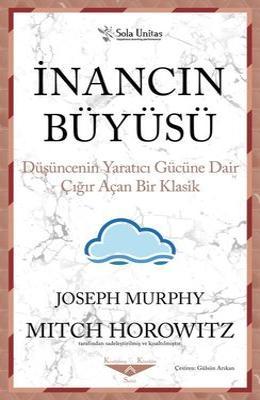 Sola Unitas
İNANCIN
BÜYÜSÜ
Düşüncenin Yaratıcı Gücüne Dair
Çığır Açan Bir Klasik
JOSEPH MURPHY
MITCH HOROWITZ
tarafından sadeleştirilmiş ve kısaltılmıştır.
Çeviren: Gülsün Arıkan